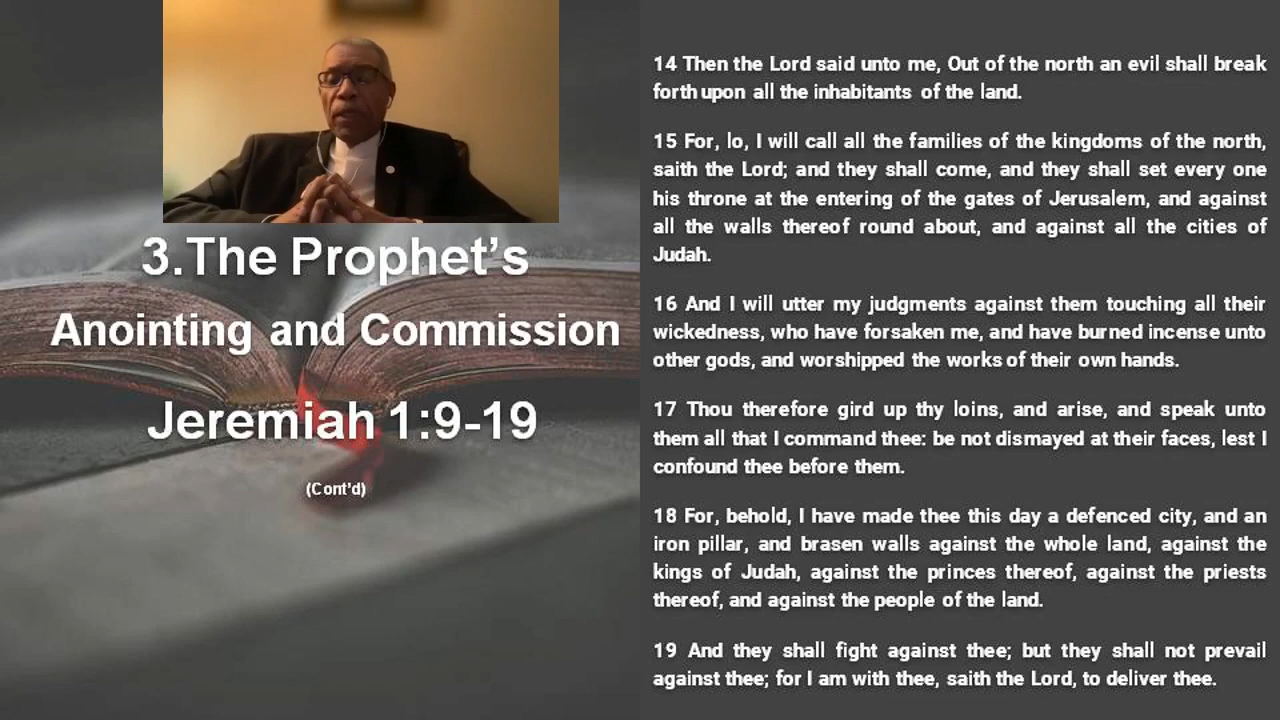 3.The Prophet’s
Anointing and Commission
Jeremiah 1:9-19
(Cont’d)
14 Then the Lord said unto me, Out of the north an evil shall break
forth upon all the inhabitants of the land.
15 For, lo, I will call all the families of the kingdoms of the north,
saith the Lord; and they shall come, and they shall set every one
his throne at the entering of the gates of Jerusalem, and against
all the walls thereof round about, and against all the cities of
Judah.
16 And I will utter my judgments against them touching all their
wickedness, who have forsaken me, and have burned incense unto
other gods, and worshipped the works of their own hands.
17 Thou therefore gird up thy loins, and arise, and speak unto
them all that I command thee: be not dismayed at their faces, lest I
confound thee before them.
18 For, behold, I have made thee this day a defenced city, and an
iron pillar, and brasen walls against the whole land, against the
kings of Judah, against the princes thereof, against the priests
thereof, and against the people of the land.
19 And they shall fight against thee; but they shall not prevail
against thee; for I am with thee, saith the Lord, to deliver thee.